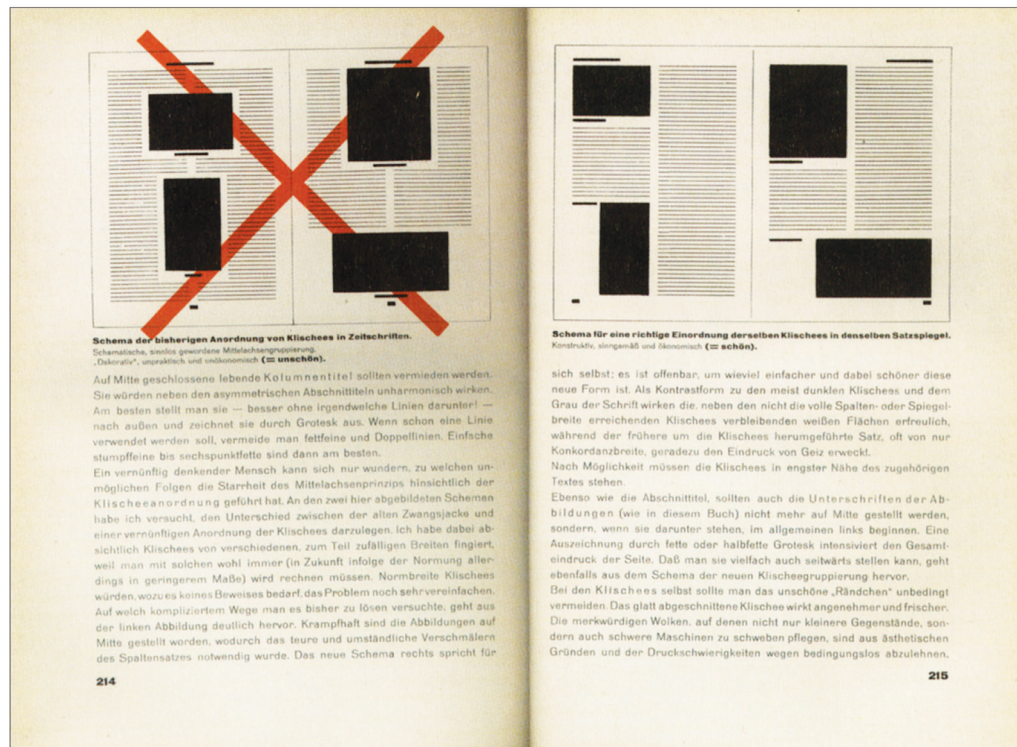 Schema der bisherigen Anordnung von Klischees in Zeitschriften.
Schematische, sinnlos gewordene Mittelachsengruppierung.
„Dekorativ“, unpraktisch und unökonomisch (= unschön).
Auf Mitte geschlossene lebende Kolumnentitel sollten vermieden werden.
Sie würden neben den asymmetrischen Abschnittiteln unharmonisch wirken.
Am besten stellt man sie — besser ohne irgendwelche Linien darunter! —
nach außen und zeichnet sie durch Grotesk aus. Wenn schon eine Linie
verwendet werden soll, vermeide man fettfeine und Doppellinien. Einfache
stumpffeine bis sechspunktfette sind dann am besten.
Ein vernünftig denkender Mensch kann sich nur wundern, zu welchen un-
möglichen Folgen die Starrheit des Mittelachsenprinzips hinsichtlich der
Klischeeanordnung geführt hat. An den zwei hier abgebildeten Schemen
habe ich versucht, den Unterschied zwischen der alten Zwangsjacke und
einer vernünftigen Anordnung der Klischees darzulegen. Ich habe dabei ab-
sichtlich Klischees von verschiedenen, zum Teil zufälligen Breiten fingiert,
weil man mit solchen wohl immer (in Zukunft infolge der Normung aller-
dings in geringerem Maße) wird rechnen müssen. Normbreite Klischees
würden, wozu es keines Beweises bedarf, das Problem noch sehr vereinfachen.
Auf welch kompliziertem Wege man es bisher zu lösen versuchte, geht aus
der linken Abbildung deutlich hervor. Krampfhaft sind die Abbildungen auf
Mitte gestellt worden, wodurch das teure und umständliche Verschmälern
des Spaltensatzes notwendig wurde. Das neue Schema rechts spricht für
214
Schema für eine richtige Einordnung derselben Klischees in denselben Satzspiegel.
Konstruktiv, sinngemäß und ökonomisch (= schön).
sich selbst: es ist offenbar, um wieviel einfacher und dabei schöner diese
neue Form ist. Als Kontrastform zu den meist dunklen Klischees und dem
Grau der Schrift wirken die, neben den nicht die volle Spalten- oder Spiegel-
breite erreichenden Klischees verbleibenden weißen Flächen erfreulich,
während der frühere um die Klischees herumgeführte Satz, oft von nur
Konkordanzbreite, geradezu den Eindruck von Geiz erweckt.
Nach Möglichkeit müssen die Klischees in engster Nähe des zugehörigen
Textes stehen.
Ebenso wie die Abschnittitel, sollten auch die Unterschriften der Ab-
bildungen (wie in diesem Buch) nicht mehr auf Mitte gestellt werden,
sondern, wenn sie darunter stehen, im allgemeinen links beginnen. Eine
Auszeichnung durch fette oder halbfette Grotesk intensiviert den Gesamt-
eindruck der Seite. Daß man sie vielfach auch seitwärts stellen kann, geht
ebenfalls aus dem Schema der neuen Klischeegruppierung hervor.
Bei den Klischees selbst sollte man das unschöne „Rändchen“ unbedingt
vermeiden. Das glatt abgeschnittene Klischee wirkt angenehmer und frischer.
Die merkwürdigen Wolken, auf denen nicht nur kleinere Gegenstände, son-
dern auch schwere Maschinen zu schweben pflegen, sind aus ästhetischen
Gründen und der Druckschwierigkeiten wegen bedingungslos abzulehnen.
215